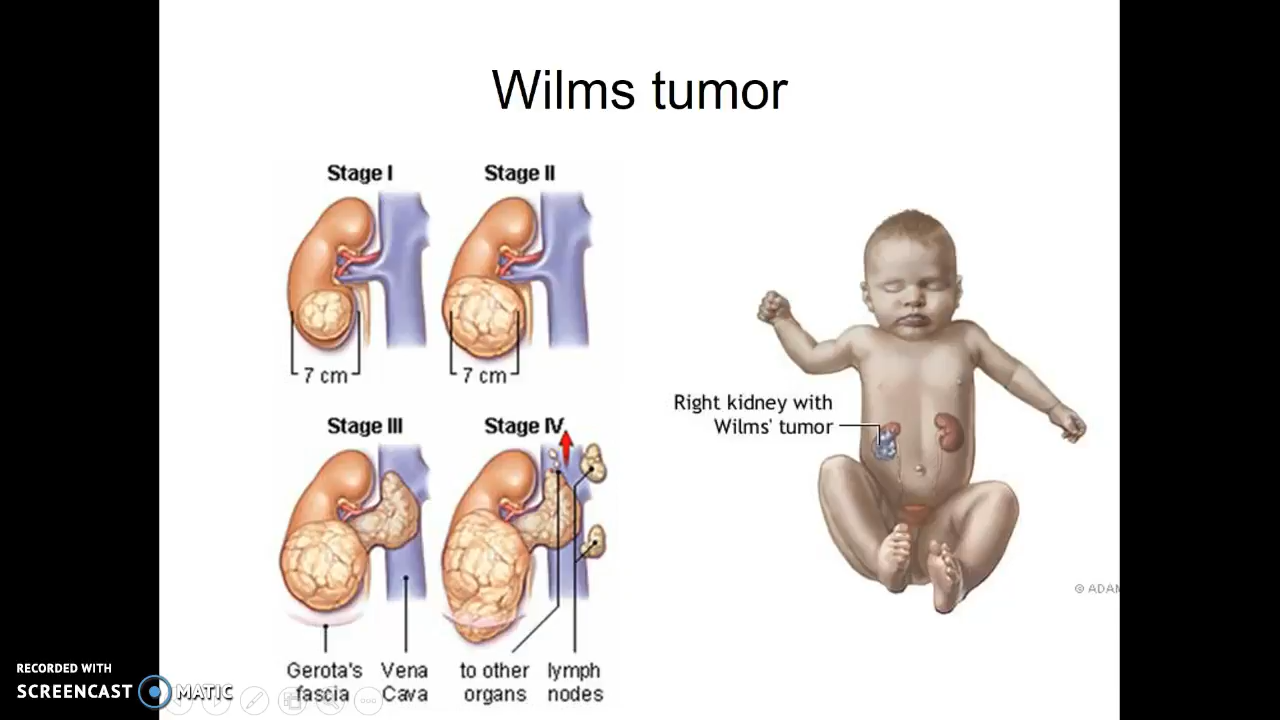 Wilms tumor
Stage I
Stage II
7 cm
7 cm
Stage III
Stage IV
Gerota's
fascia
Vena
Cava
to other
organs
lymph
nodes
Right kidney with
Wilms' tumor
© ADAM
RECORDED WITH
SCREENCAST MATIC